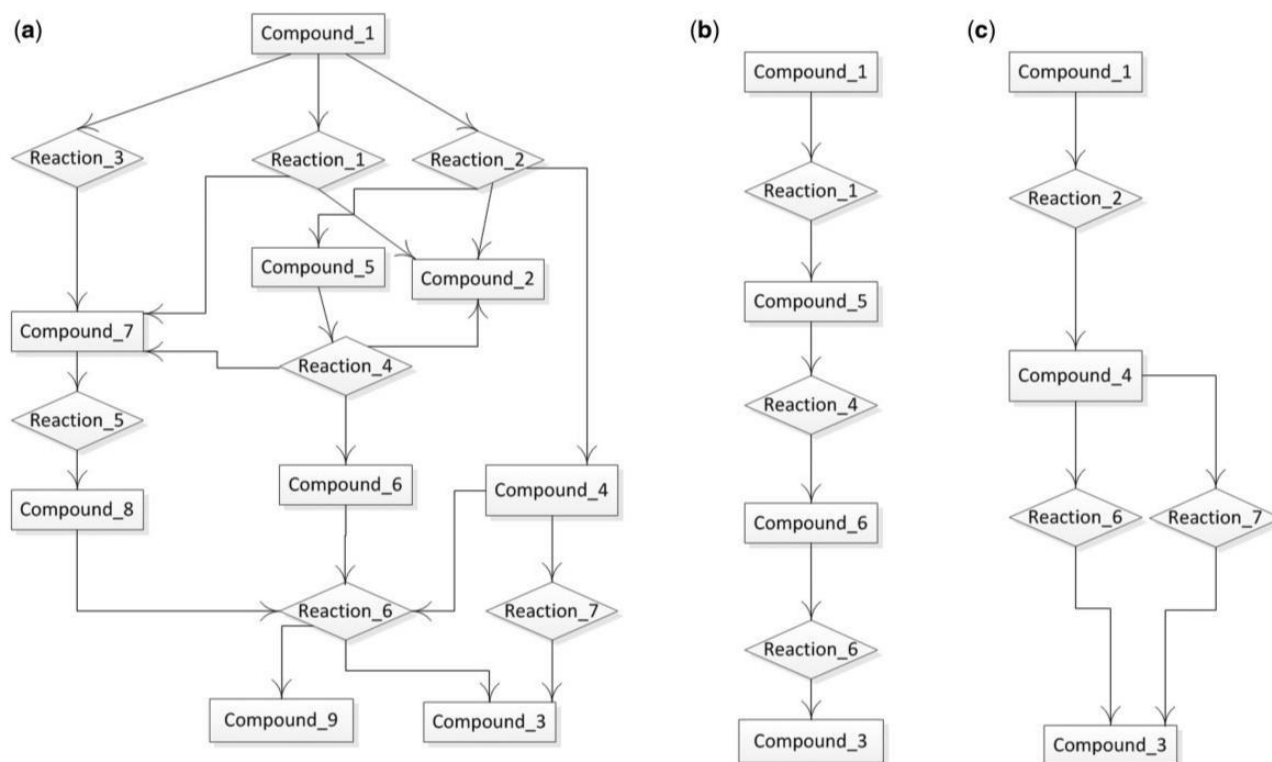 (a)
Compound_1
Reaction_3
Reaction_1
Reaction_2
Compound_5
Compound_2
Compound_7
Reaction_4
Reaction_5
Compound_6
Compound_4
Compound_8
Reaction_6
Reaction_7
Compound_9
Compound_3
(b)
Compound_1
Reaction_1
Compound_5
Reaction_4
Compound_6
Reaction_6
Compound_3
(c)
Compound_1
Reaction_2
Compound_4
Reaction_6
Reaction_7
Compound_3